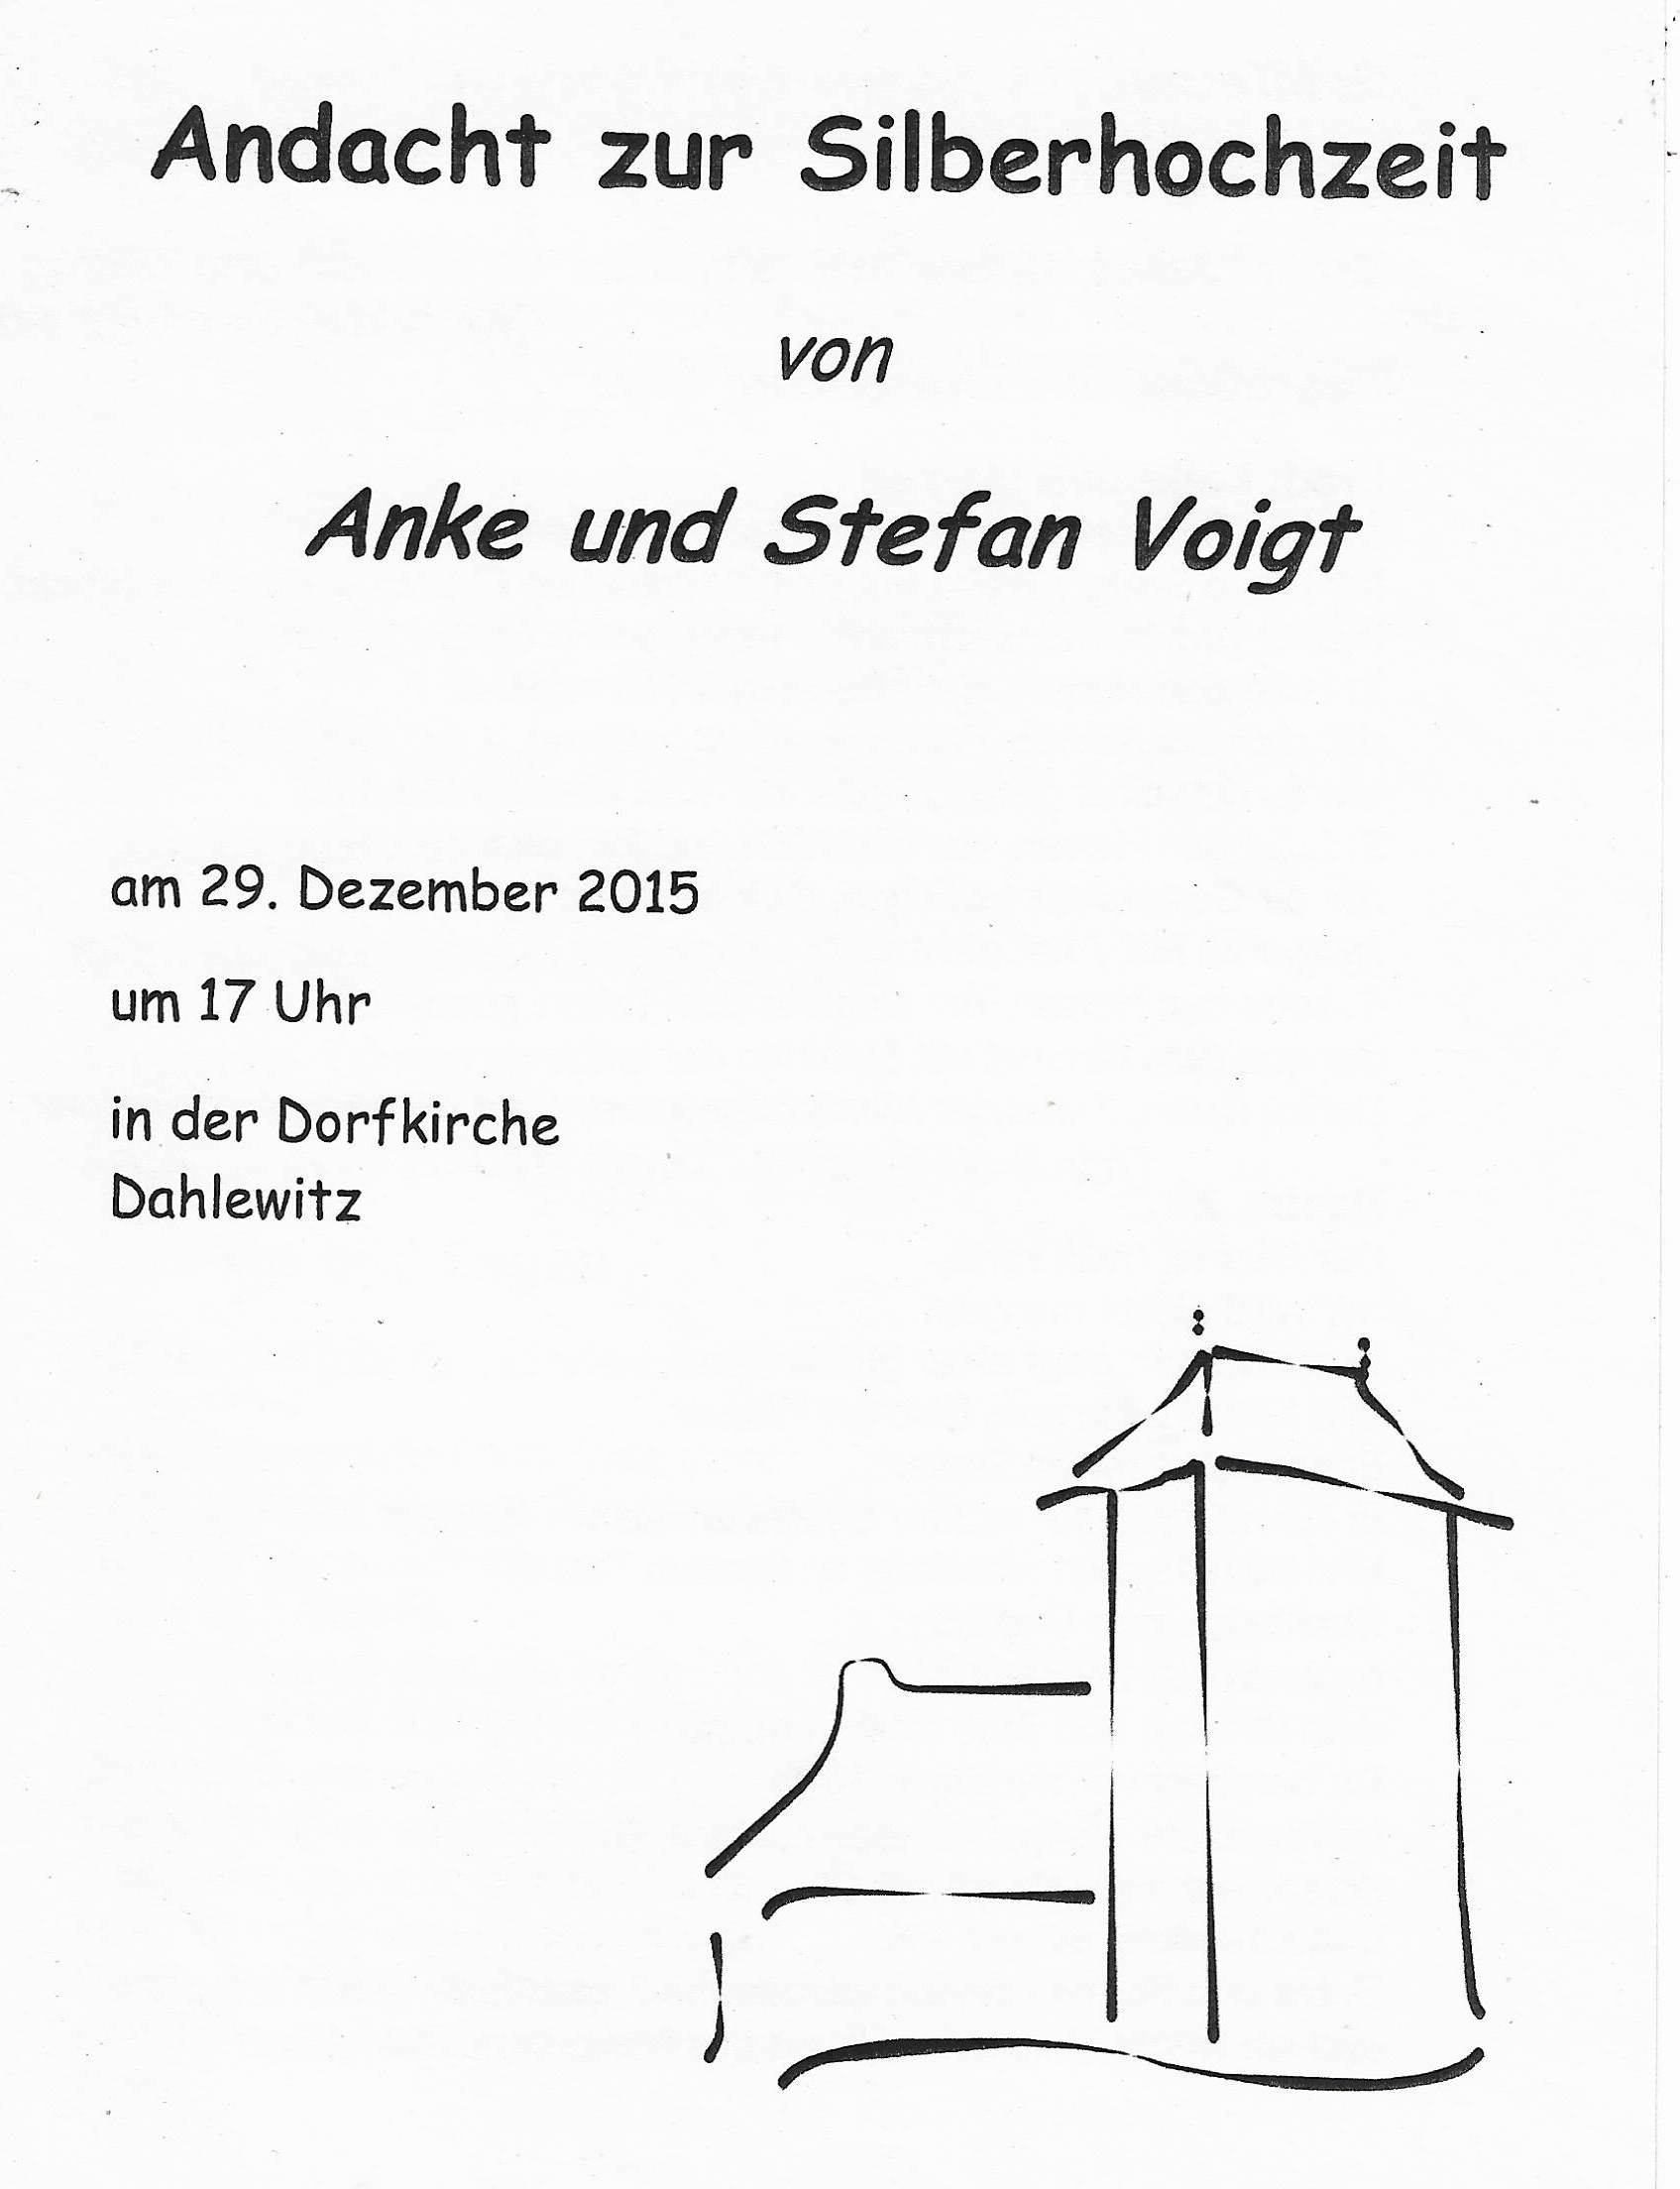 Andacht zur Silberhochzeit
von
Anke und Stefan Voigt
am 29. Dezember 2015
um 17 Uhr
in der Dorfkirche
Dahlewitz